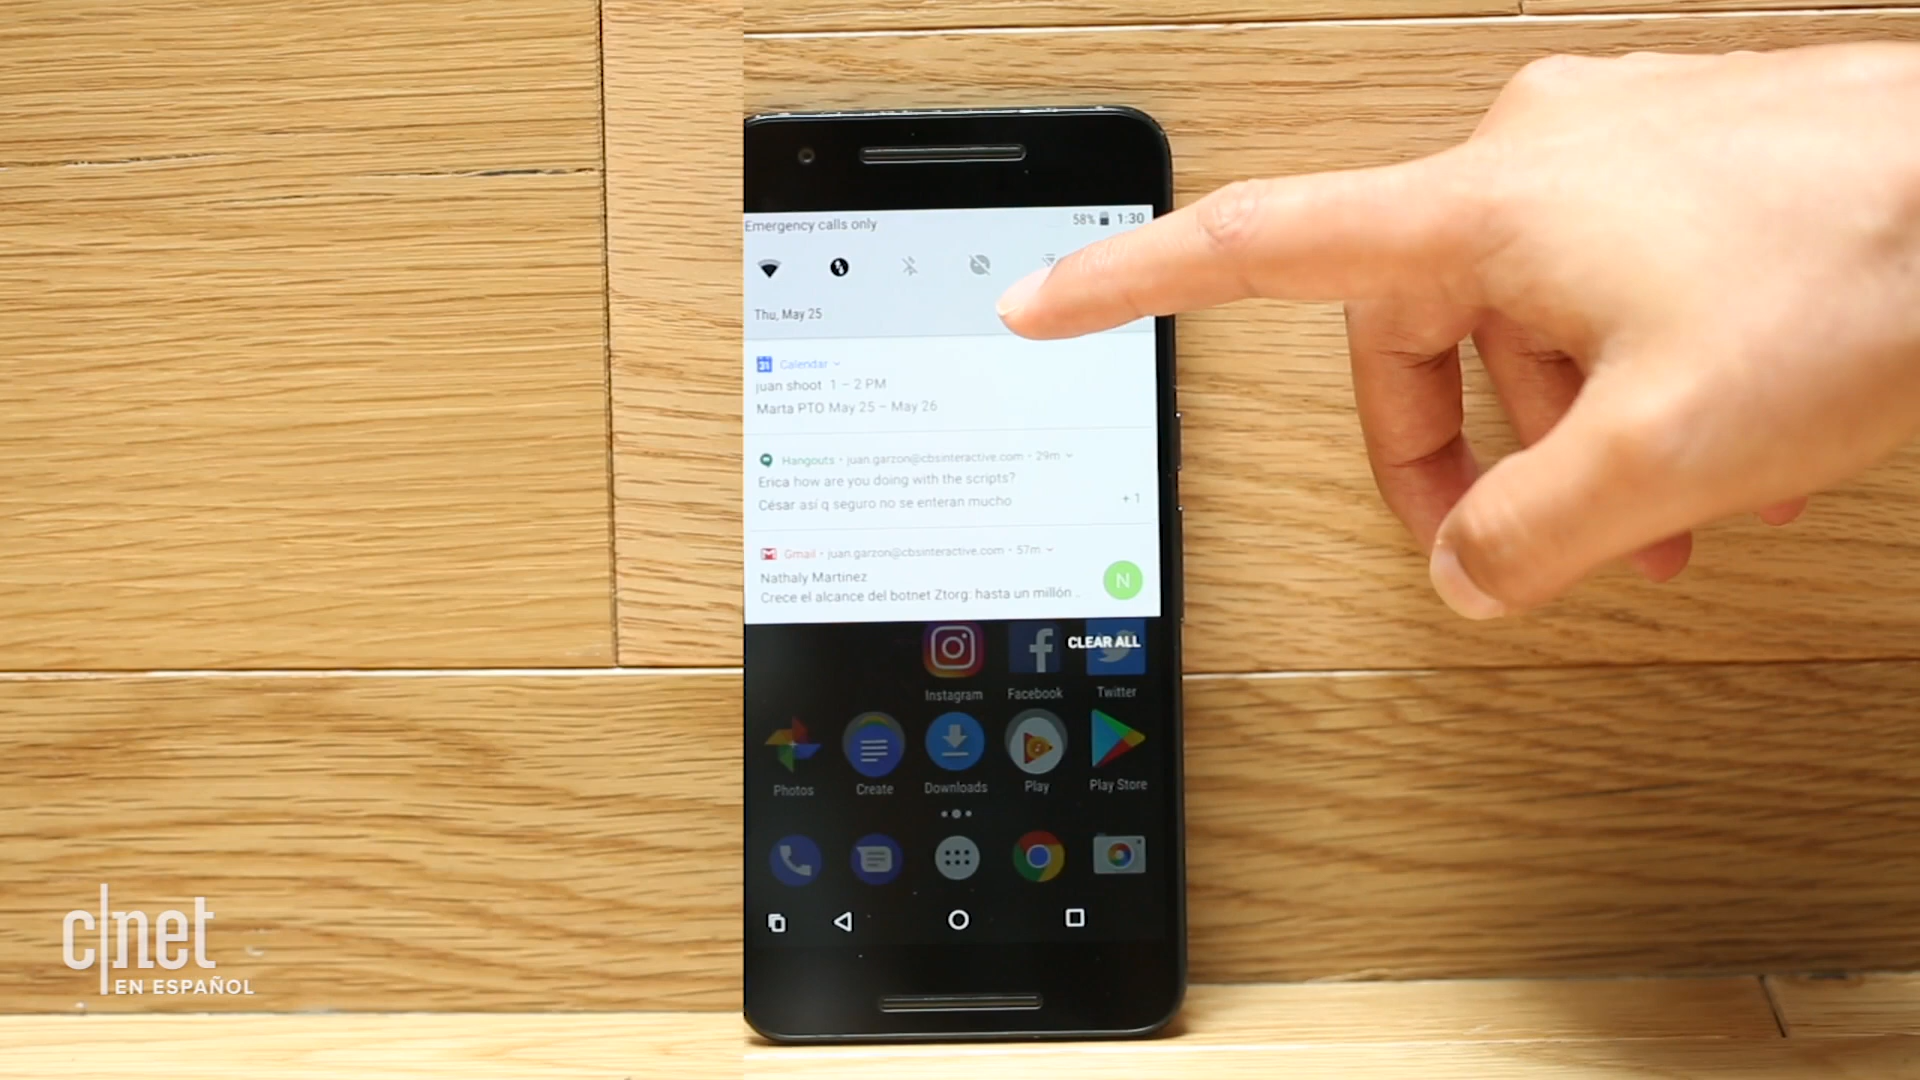 Emergency calls only 58% 1:30
Thu, May 25
31 Calendar
juan shoot 1 – 2 PM
Marta PTO May 25 – May 26
Hangouts • juan.garzon@cbsinteractive.com • 29m
Erica how are you doing with the scripts?
César así q seguro no se enteran mucho +1
Gmail • juan.garzon@cbsinteractive.com • 57m
Nathaly Martinez
Crece el alcance del botnet Ztorg: hasta un millón ..
N
CLEAR ALL
Instagram Facebook Twitter
Photos Create Downloads Play Play Store
c|net
EN ESPAÑOL